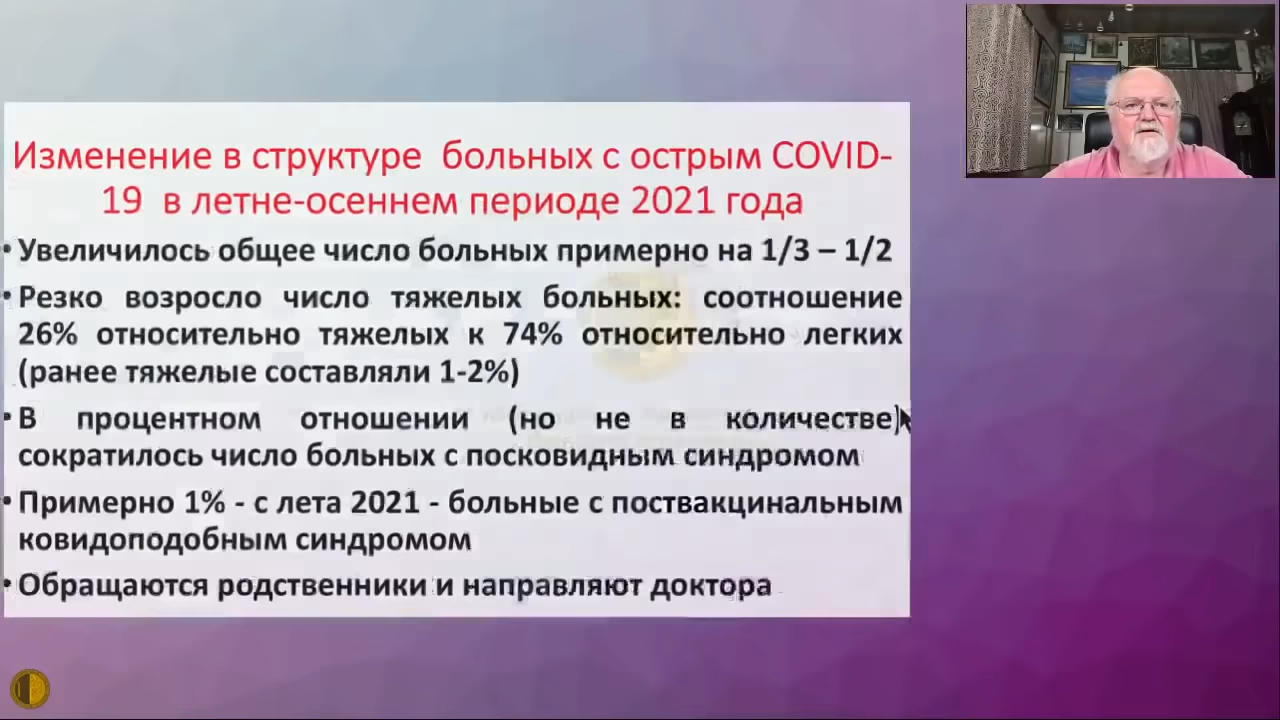 Изменение в структуре больных с острым COVID-
19 в летне-осеннем периоде 2021 года
• Увеличилось общее число больных примерно на 1/3 – 1/2
• Резко возросло число тяжелых больных: соотношение
26% относительно тяжелых к 74% относительно легких
(ранее тяжелые составляли 1-2%)
• В процентном отношении (но не в количестве)
сократилось число больных с посковидным синдромом
• Примерно 1% - с лета 2021 - больные с поствакцинальным
ковидоподобным синдромом
• Обращаются родственники и направляют доктора